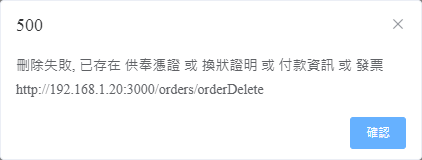 500
刪除失敗, 已存在 供奉憑證 或 換狀證明 或 付款資訊 或 發票
http://192.168.1.20:3000/orders/orderDelete
確認